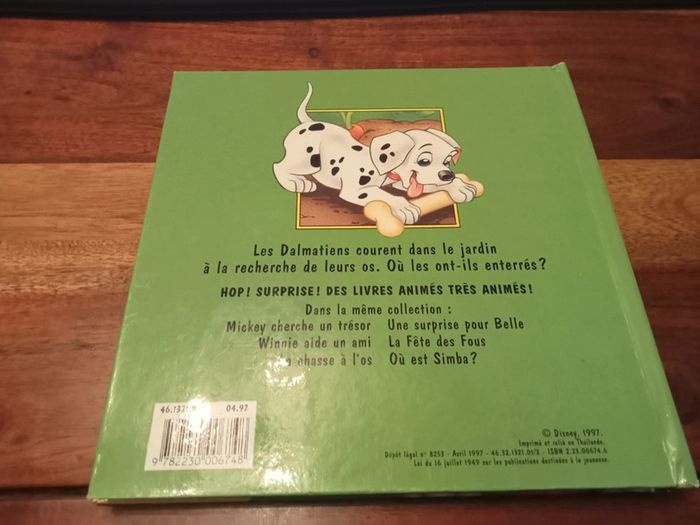 Les Dalmatiens courent dans le jardin
à la recherche de leurs os. Où les ont-ils enterrés?
HOP! SURPRISE! DES LIVRES ANIMÉS TRÈS ANIMÉS!
Dans la même collection :
Mickey cherche un trésor Une surprise pour Belle
Winnie aide un ami La Fête des Fous
chasse à l'os Où est Simba?
04.97
9 782230 006748
© Disney, 1997.
Imprimé et relié en Thaïlande.
Dépôt légal n° 8253 - Avril 1997 - 46.32.1321.01/2 - ISBN 2.23.00674.6
Loi du 16 juillet 1949 sur les publications destinées à la jeunesse.